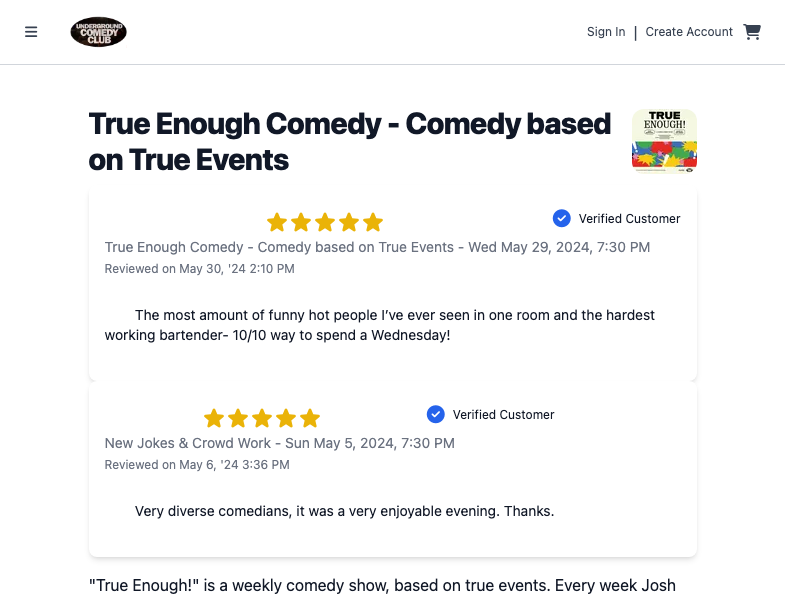 UNDERGROUND
COMEDY
CLUB
Sign In | Create Account
True Enough Comedy - Comedy based
on True Events
TRUE
ENOUGH!
Verified Customer
True Enough Comedy - Comedy based on True Events - Wed May 29, 2024, 7:30 PM
Reviewed on May 30, '24 2:10 PM
The most amount of funny hot people I’ve ever seen in one room and the hardest
working bartender- 10/10 way to spend a Wednesday!
Verified Customer
New Jokes & Crowd Work - Sun May 5, 2024, 7:30 PM
Reviewed on May 6, '24 3:36 PM
Very diverse comedians, it was a very enjoyable evening. Thanks.
"True Enough!" is a weekly comedy show, based on true events. Every week Josh